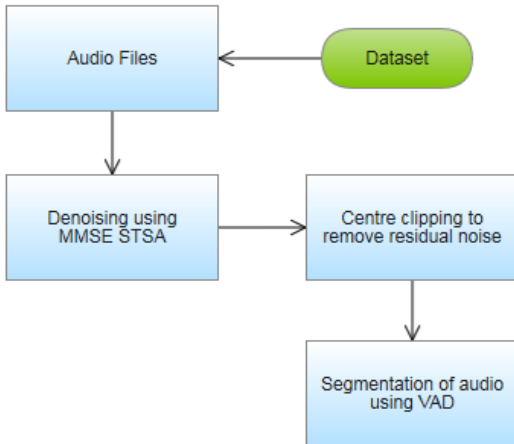 Audio Files
Dataset
Denoising using
MMSE STSA
Centre clipping to
remove residual noise
Segmentation of audio
using VAD